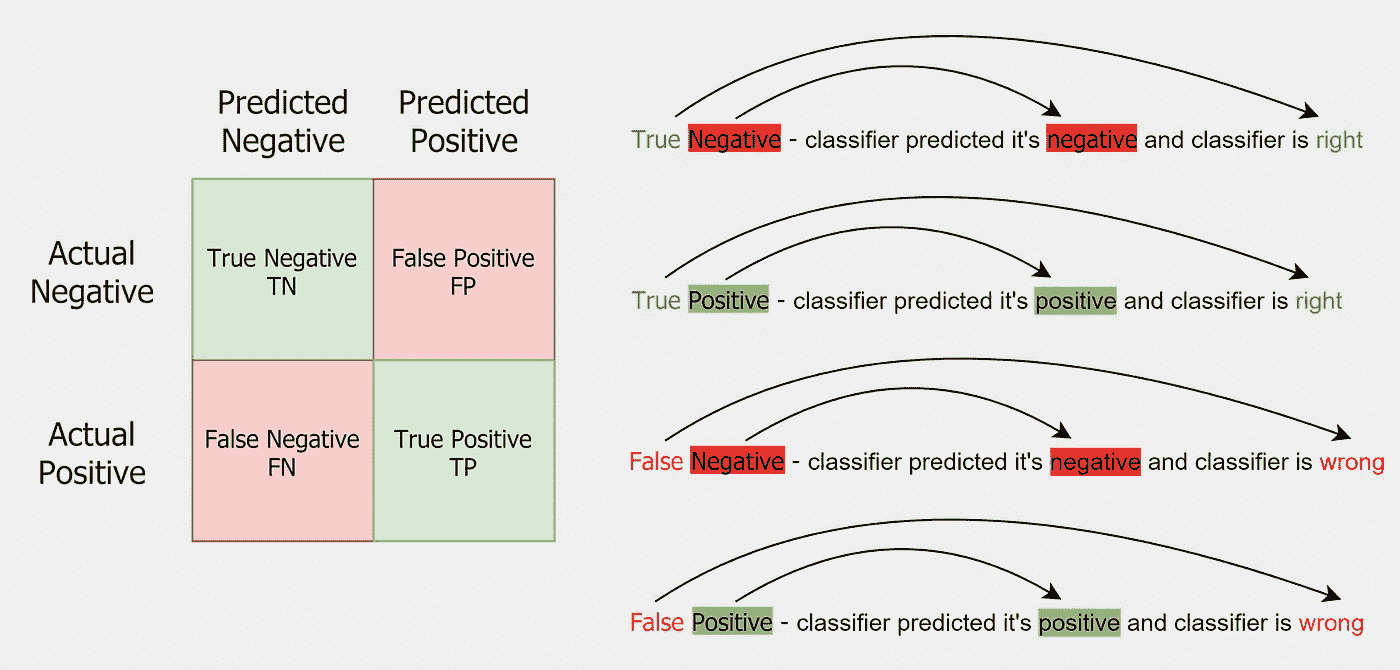 Predicted
Negative
Predicted
Positive
Actual
Negative
True Negative
TN
False Positive
FP
Actual
Positive
False Negative
FN
True Positive
TP
True Negative - classifier predicted it's negative and classifier is right
True Positive - classifier predicted it's positive and classifier is right
False Negative - classifier predicted it's negative and classifier is wrong
False Positive - classifier predicted it's positive and classifier is wrong